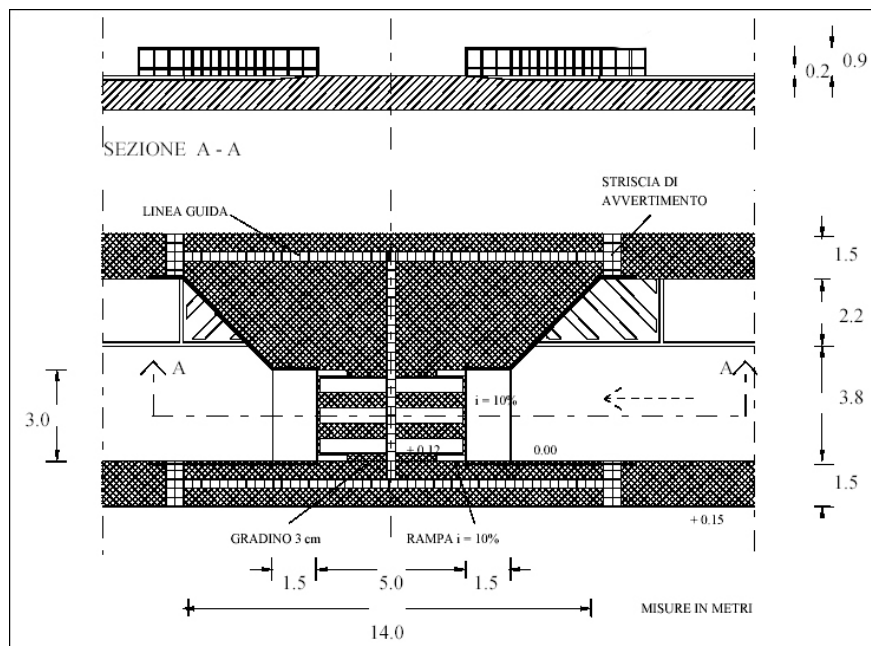 0.9
0.2
SEZIONE A - A
STRISCIA DI
AVVERTIMENTO
LINEA GUIDA
1.5
2.2
A
A
i = 10%
3.8
3.0
+ 0.12
0.00
1.5
+ 0.15
GRADINO 3 cm
RAMPA i = 10%
1.5
5.0
1.5
MISURE IN METRI
14.0